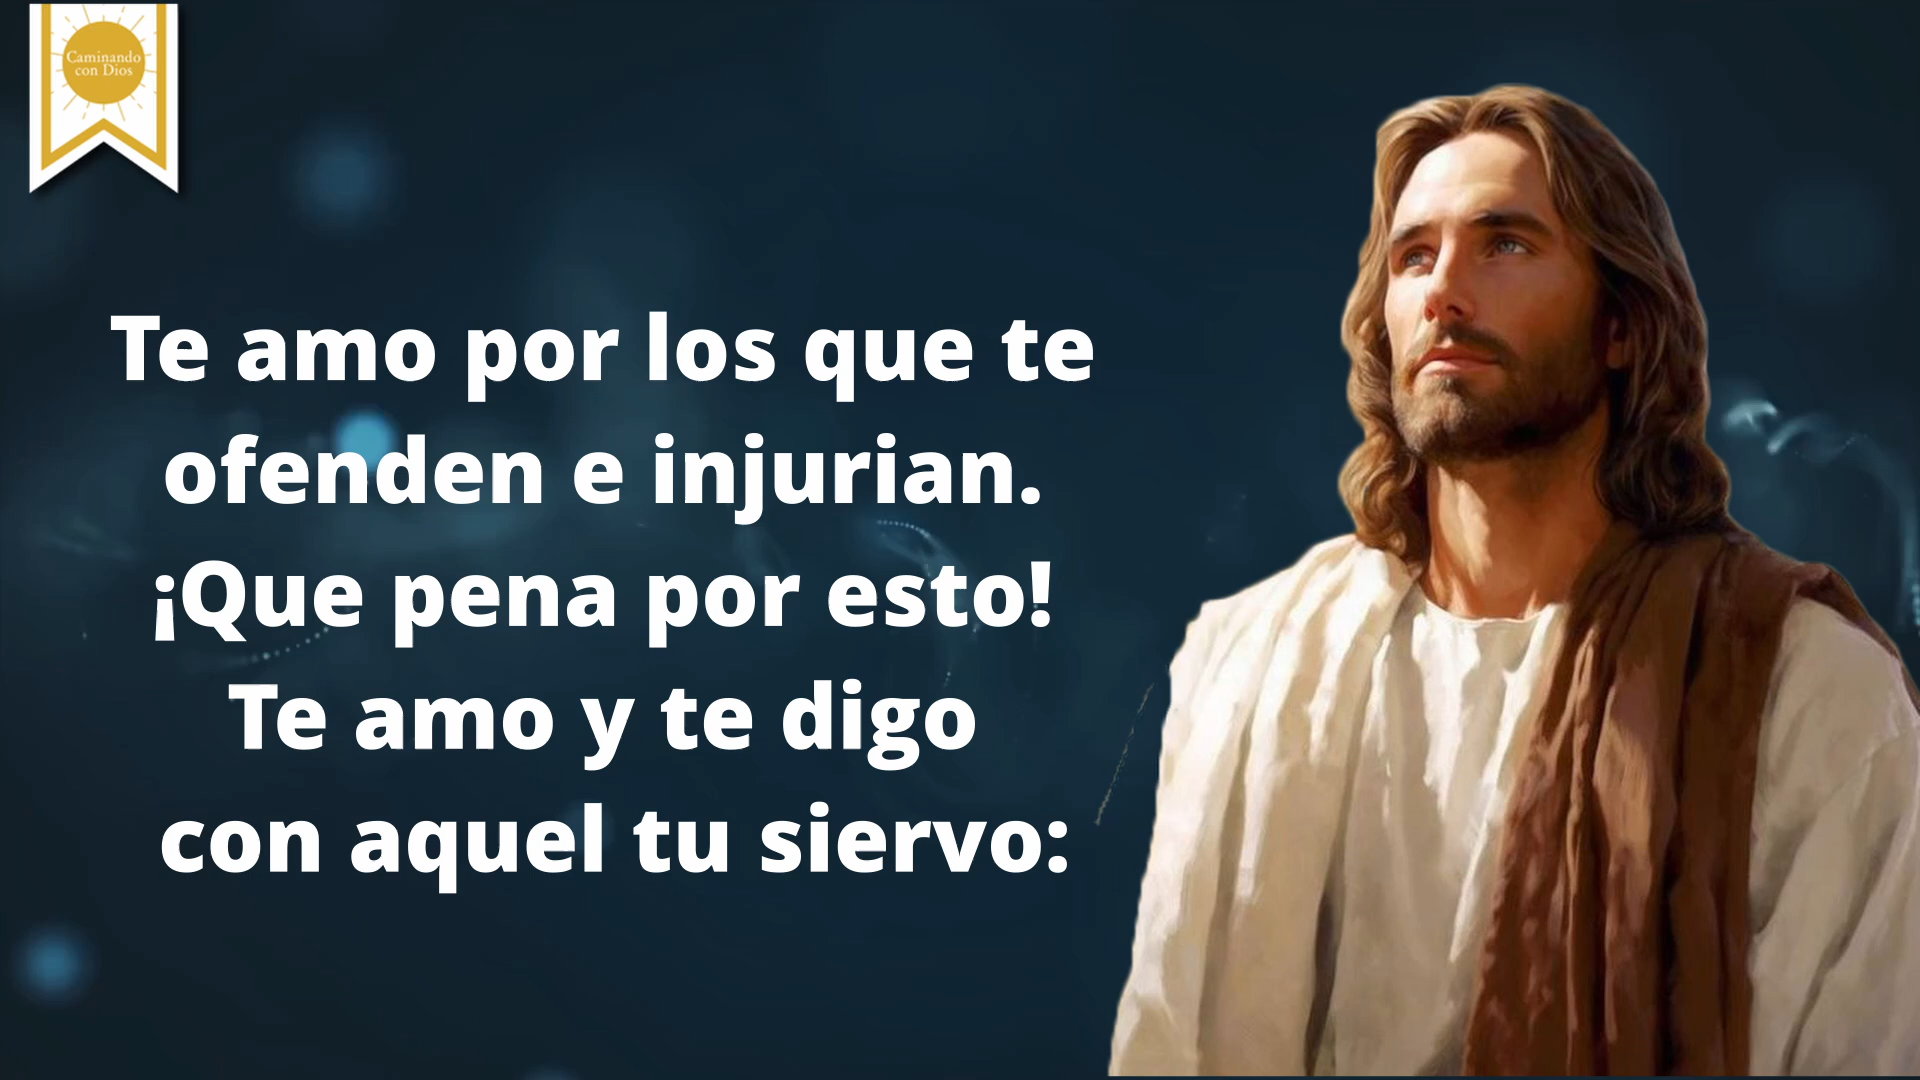 Caminando
con Dios
Te amo por los que te
ofenden e injurian.
¡Que pena por esto!
Te amo y te digo
con aquel tu siervo: